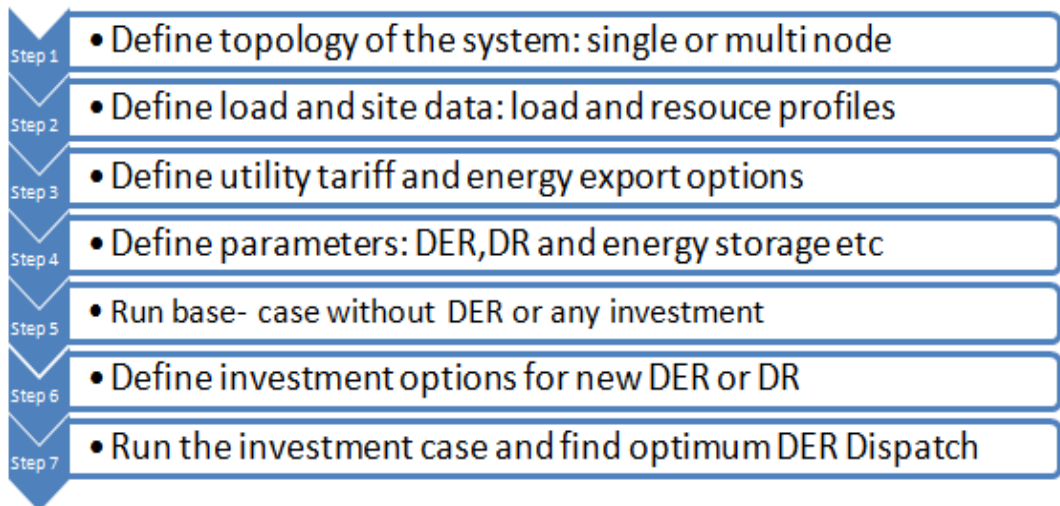 Step 1 • Define topology of the system: single or multi node
Step 2 • Define load and site data: load and resouce profiles
Step 3 • Define utility tariff and energy export options
Step 4 • Define parameters: DER,DR and energy storage etc
Step 5 • Run base- case without DER or any investment
Step 6 • Define investment options for new DER or DR
Step 7 • Run the investment case and find optimum DER Dispatch